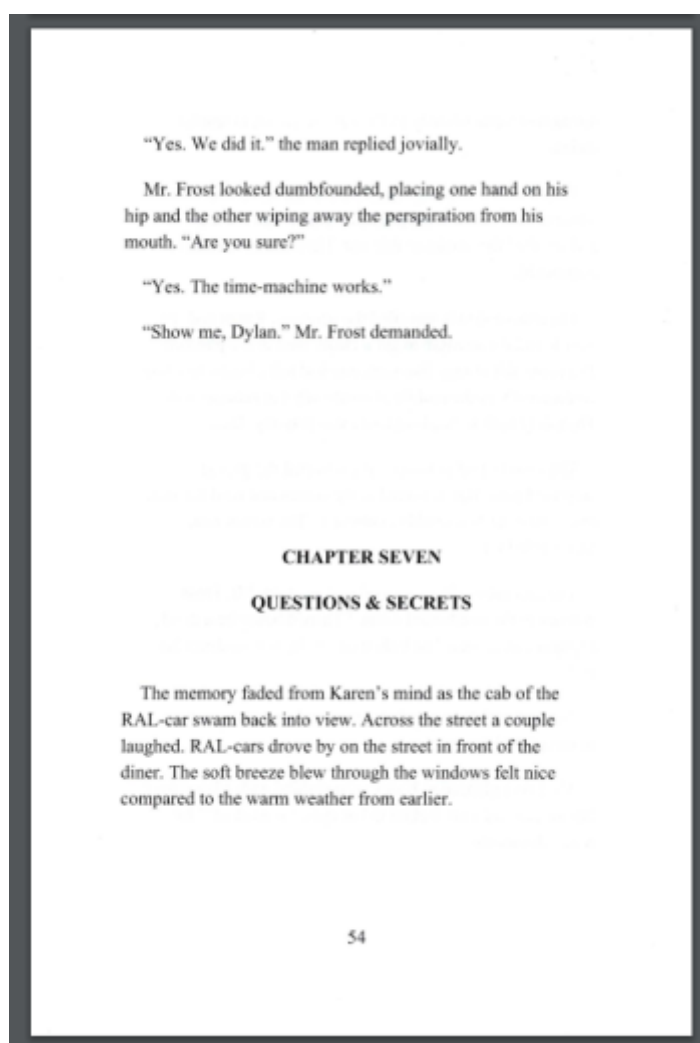 “Yes. We did it.” the man replied jovially.
Mr. Frost looked dumbfounded, placing one hand on his
hip and the other wiping away the perspiration from his
mouth. “Are you sure?”
“Yes. The time-machine works.”
“Show me, Dylan.” Mr. Frost demanded.
CHAPTER SEVEN
QUESTIONS & SECRETS
The memory faded from Karen’s mind as the cab of the
RAL-car swam back into view. Across the street a couple
laughed. RAL-cars drove by on the street in front of the
diner. The soft breeze blew through the windows felt nice
compared to the warm weather from earlier.
54